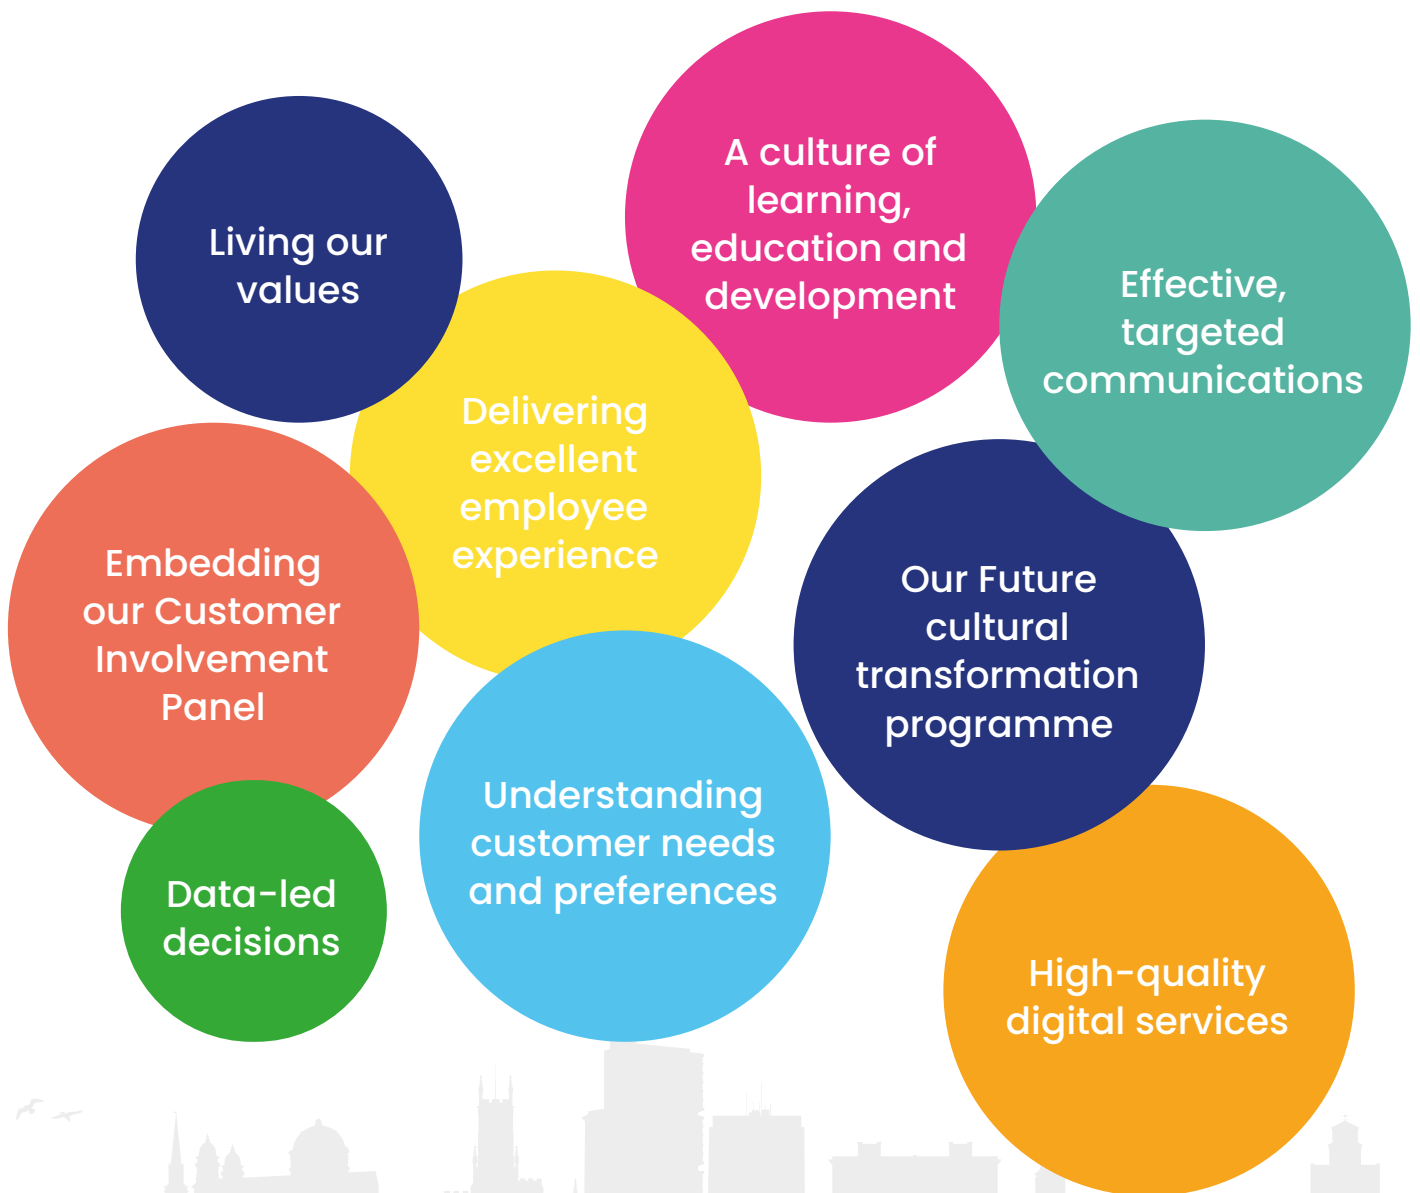 A culture of
learning,
education and
development
Living our
values
Effective,
targeted
communications
Delivering
excellent
employee
experience
Embedding
our Customer
Involvement
Panel
Our Future
cultural
transformation
programme
Understanding
customer needs
and preferences
Data-led
decisions
High-quality
digital services